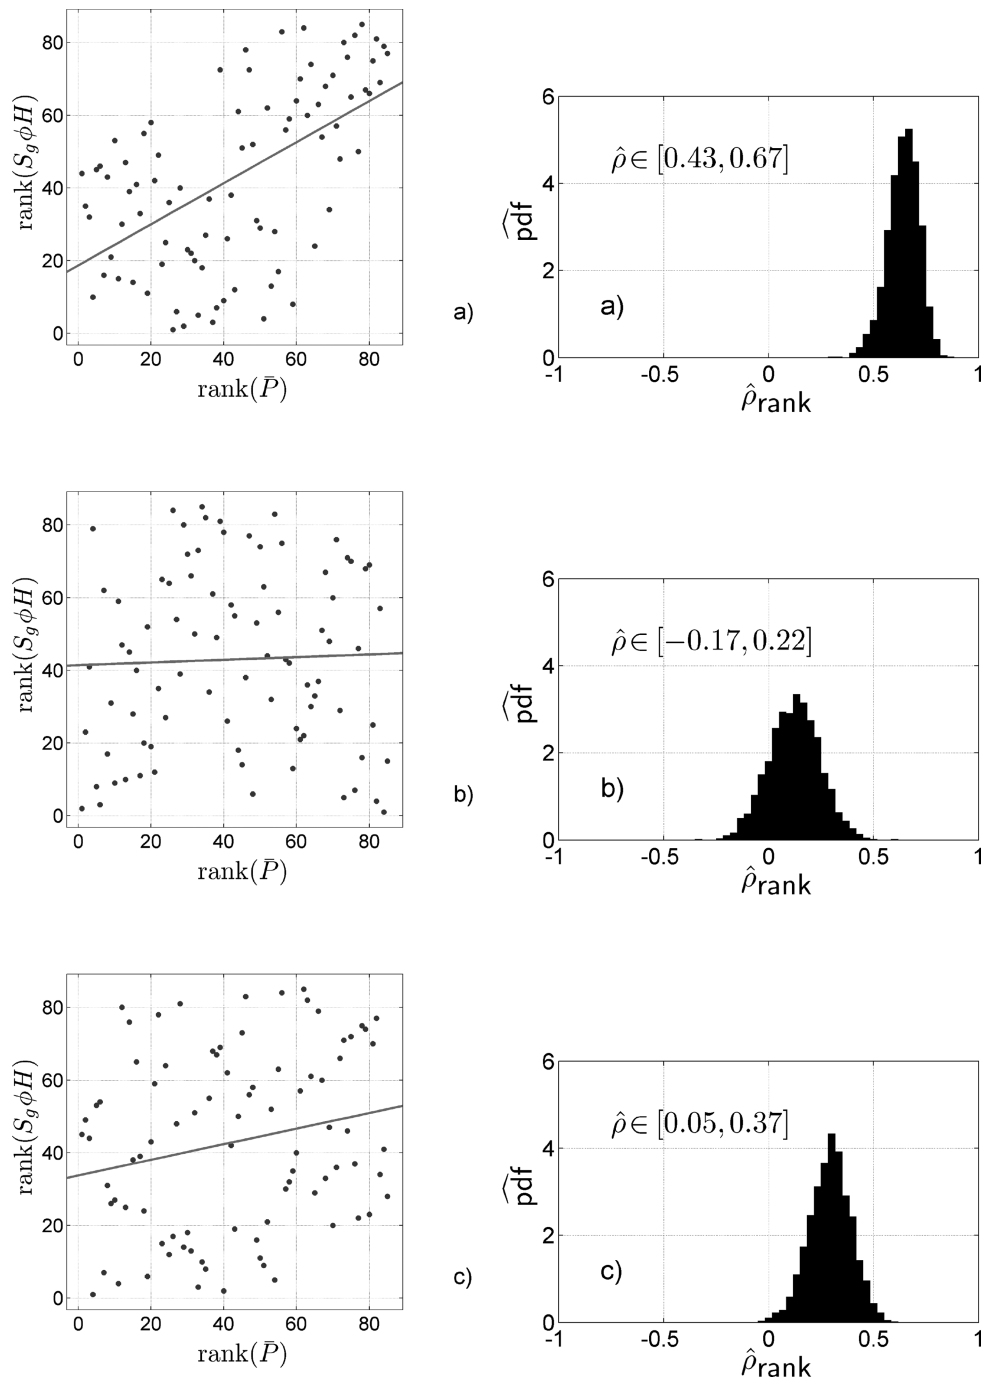 80
60
40
20
0
rank(S_gϕH)
0 20 40 60 80
rank(P̄)
a)
6
4
2
0
p̂df
ρ̂ ∈ [0.43, 0.67]
a)
-1 -0.5 0 0.5 1
ρ̂rank
80
60
40
20
0
rank(S_gϕH)
0 20 40 60 80
rank(P̄)
b)
6
4
2
0
p̂df
ρ̂ ∈ [−0.17, 0.22]
b)
-1 -0.5 0 0.5 1
ρ̂rank
80
60
40
20
0
rank(S_gϕH)
0 20 40 60 80
rank(P̄)
c)
6
4
2
0
p̂df
ρ̂ ∈ [0.05, 0.37]
c)
-1 -0.5 0 0.5 1
ρ̂rank